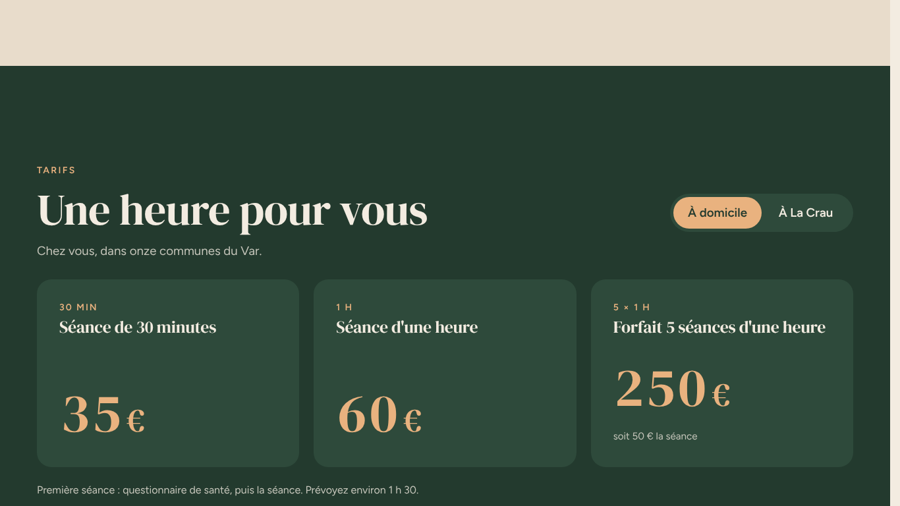 TARIFS
Une heure pour vous
À domicile
À La Crau
Chez vous, dans onze communes du Var.
30 MIN
Séance de 30 minutes
35 €
1 H
Séance d'une heure
60 €
5 × 1 H
Forfait 5 séances d'une heure
250 €
soit 50 € la séance
Première séance : questionnaire de santé, puis la séance. Prévoyez environ 1 h 30.